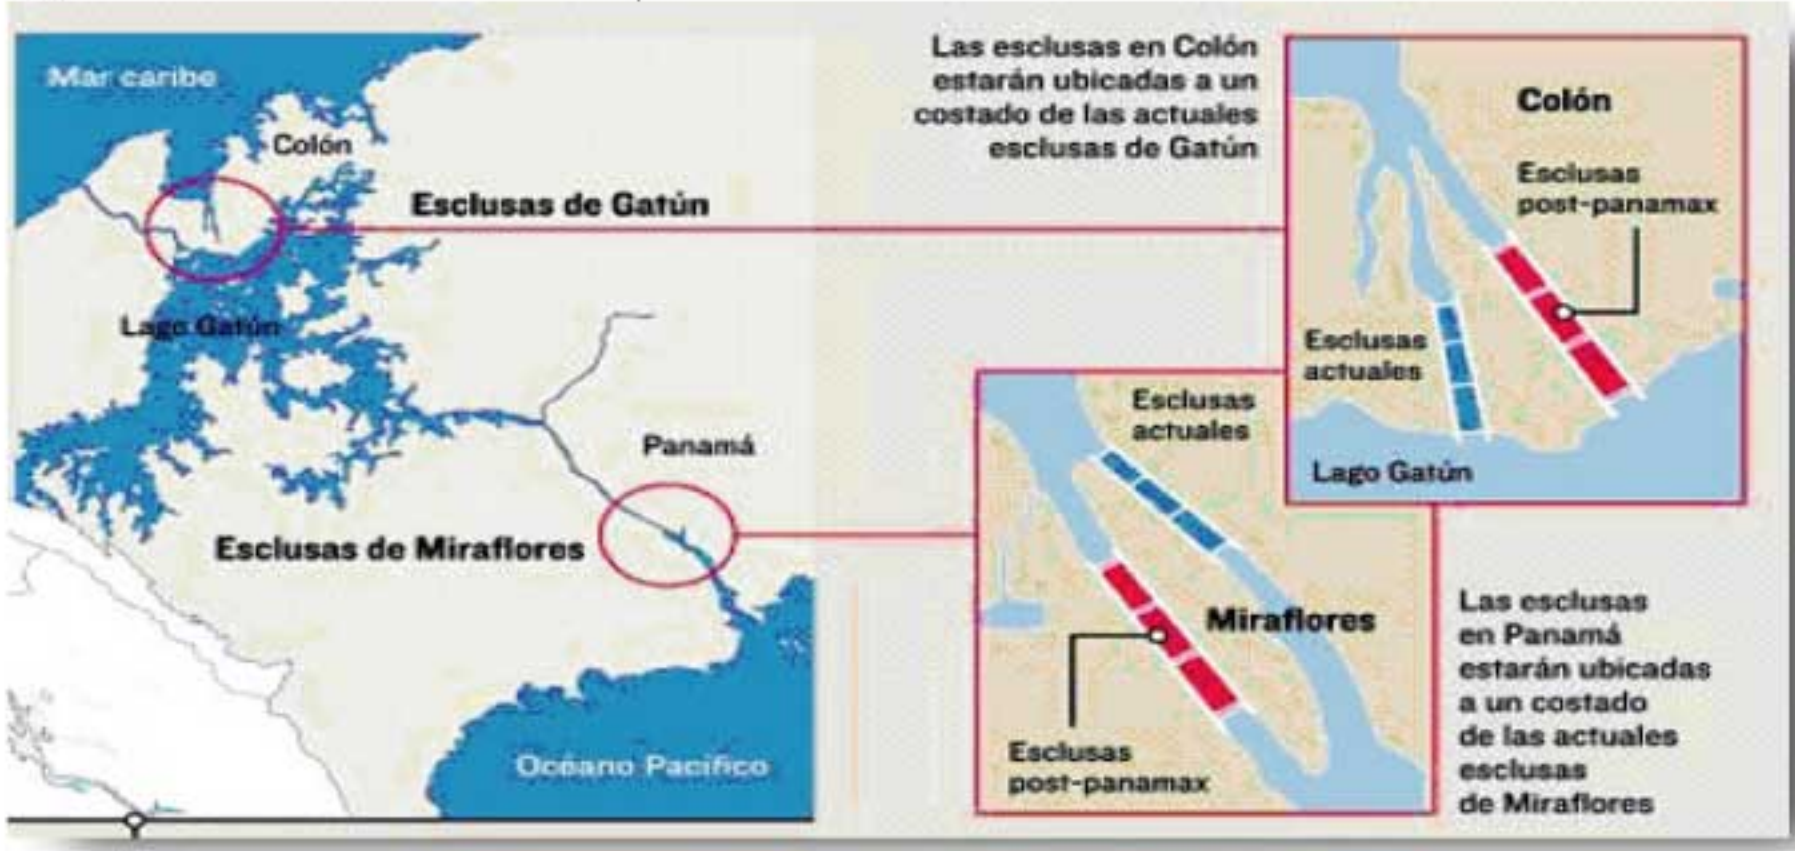 Mar caribe
Colón
Esclusas de Gatún
Lago Gatún
Panamá
Esclusas de Miraflores
Océano Pacífico
Las esclusas en Colón
estarán ubicadas a un
costado de las actuales
esclusas de Gatún
Colón
Esclusas
post-panamax
Esclusas
actuales
Lago Gatún
Esclusas
actuales
Miraflores
Esclusas
post-panamax
Las esclusas
en Panamá
estarán ubicadas
a un costado
de las actuales
esclusas
de Miraflores